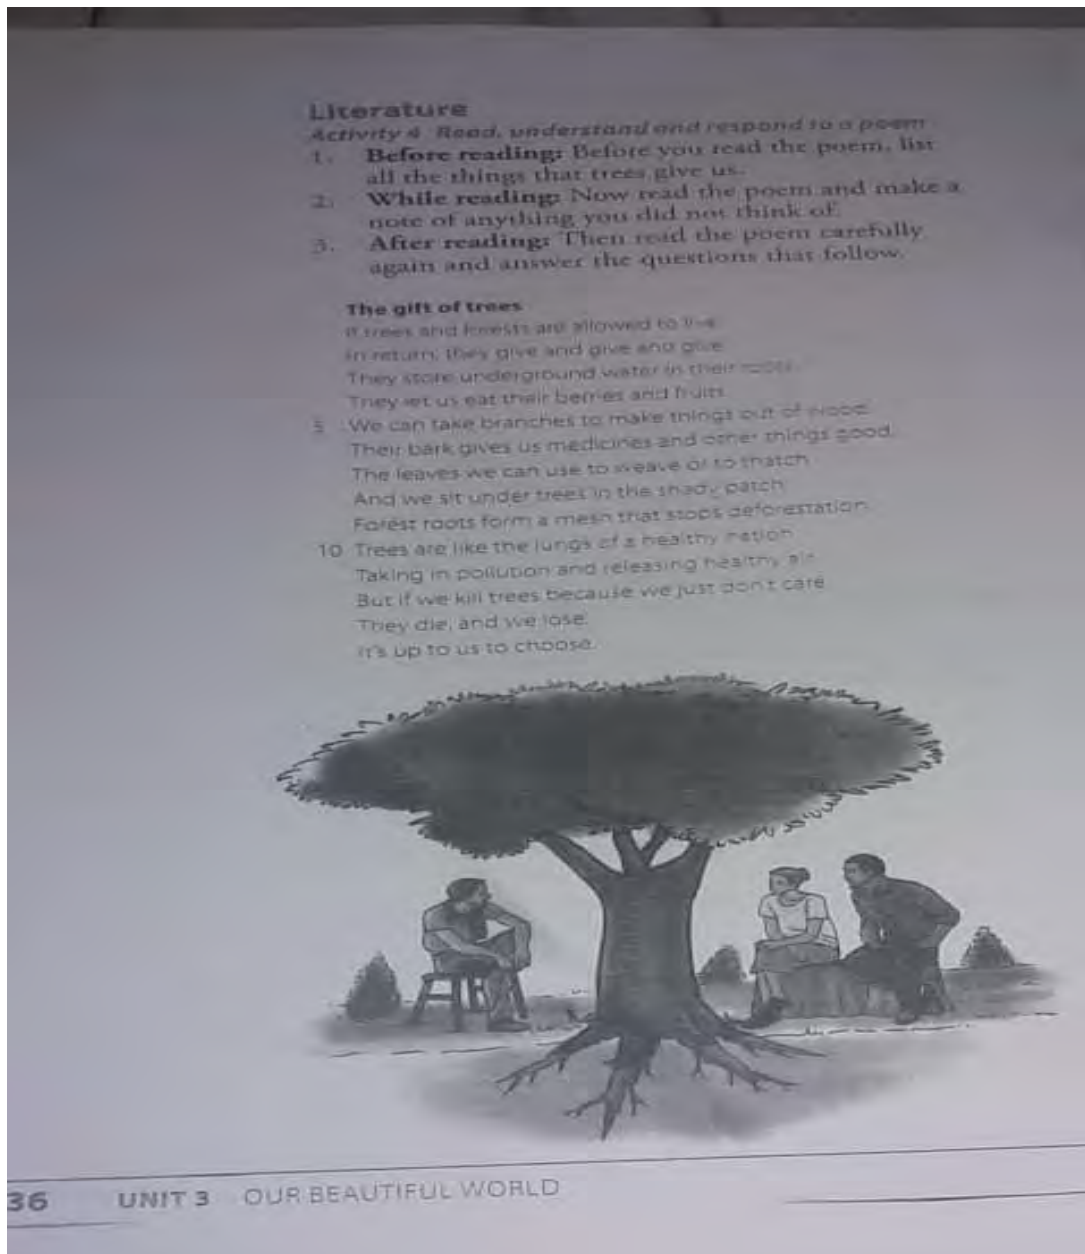 Literature
Activity 4 Read, understand and respond to a poem
1. Before reading: Before you read the poem, list
all the things that trees give us.
2. While reading: Now read the poem and make a
note of anything you did not think of.
3. After reading: Then read the poem carefully
again and answer the questions that follow.
The gift of trees
If trees and forests are allowed to live
In return, they give and give and give
They store underground water in their roots
They let us eat their berries and fruits
5 We can take branches to make things out of wood
Their bark gives us medicines and other things good.
The leaves we can use to weave or to thatch
And we sit under trees in the shady patch
Forest roots form a mesh that stops deforestation
10 Trees are like the lungs of a healthy nation
Taking in pollution and releasing healthy air
But if we kill trees because we just don't care
They die, and we lose.
It's up to us to choose.
36 UNIT 3 OUR BEAUTIFUL WORLD